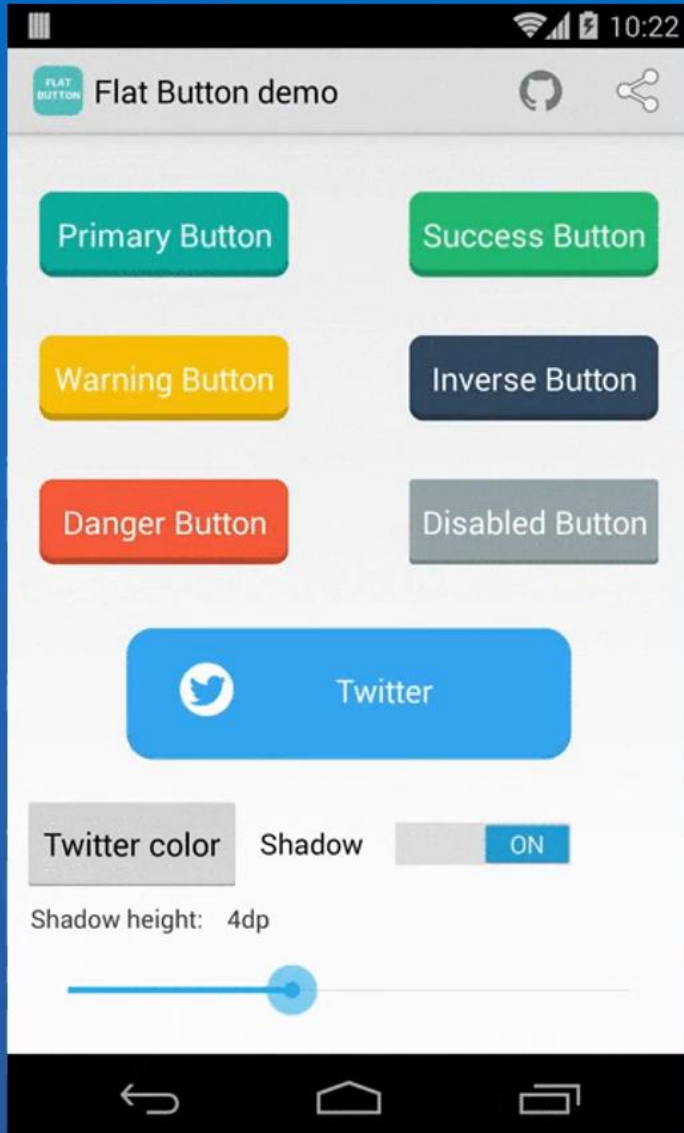 10:22
FLAT
BUTTON
Flat Button demo
Primary Button
Success Button
Warning Button
Inverse Button
Danger Button
Disabled Button
Twitter
Twitter color
Shadow
ON
Shadow height: 4dp